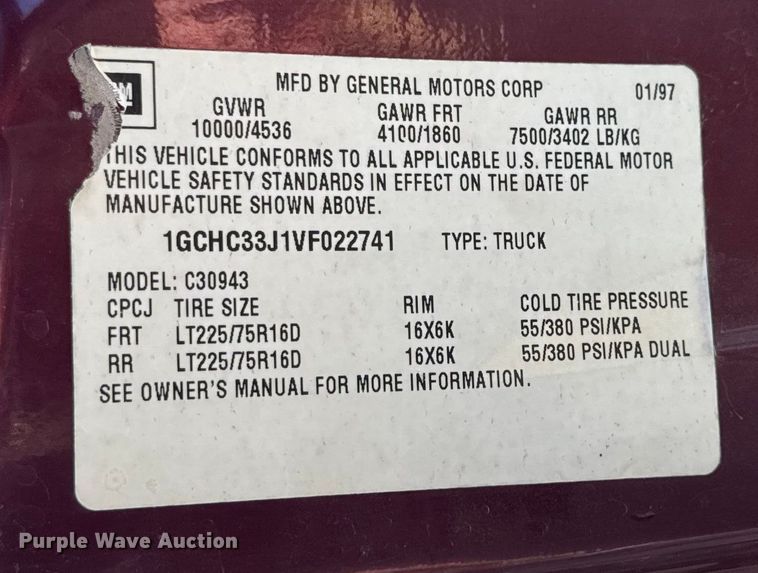 GM
MFD BY GENERAL MOTORS CORP 01/97
GVWR GAWR FRT GAWR RR
10000/4536 4100/1860 7500/3402 LB/KG
THIS VEHICLE CONFORMS TO ALL APPLICABLE U.S. FEDERAL MOTOR
VEHICLE SAFETY STANDARDS IN EFFECT ON THE DATE OF
MANUFACTURE SHOWN ABOVE.
1GCHC33J1VF022741 TYPE: TRUCK
MODEL: C30943
CPCJ TIRE SIZE RIM COLD TIRE PRESSURE
FRT LT225/75R16D 16X6K 55/380 PSI/KPA
RR LT225/75R16D 16X6K 55/380 PSI/KPA DUAL
SEE OWNER'S MANUAL FOR MORE INFORMATION.
Purple Wave Auction